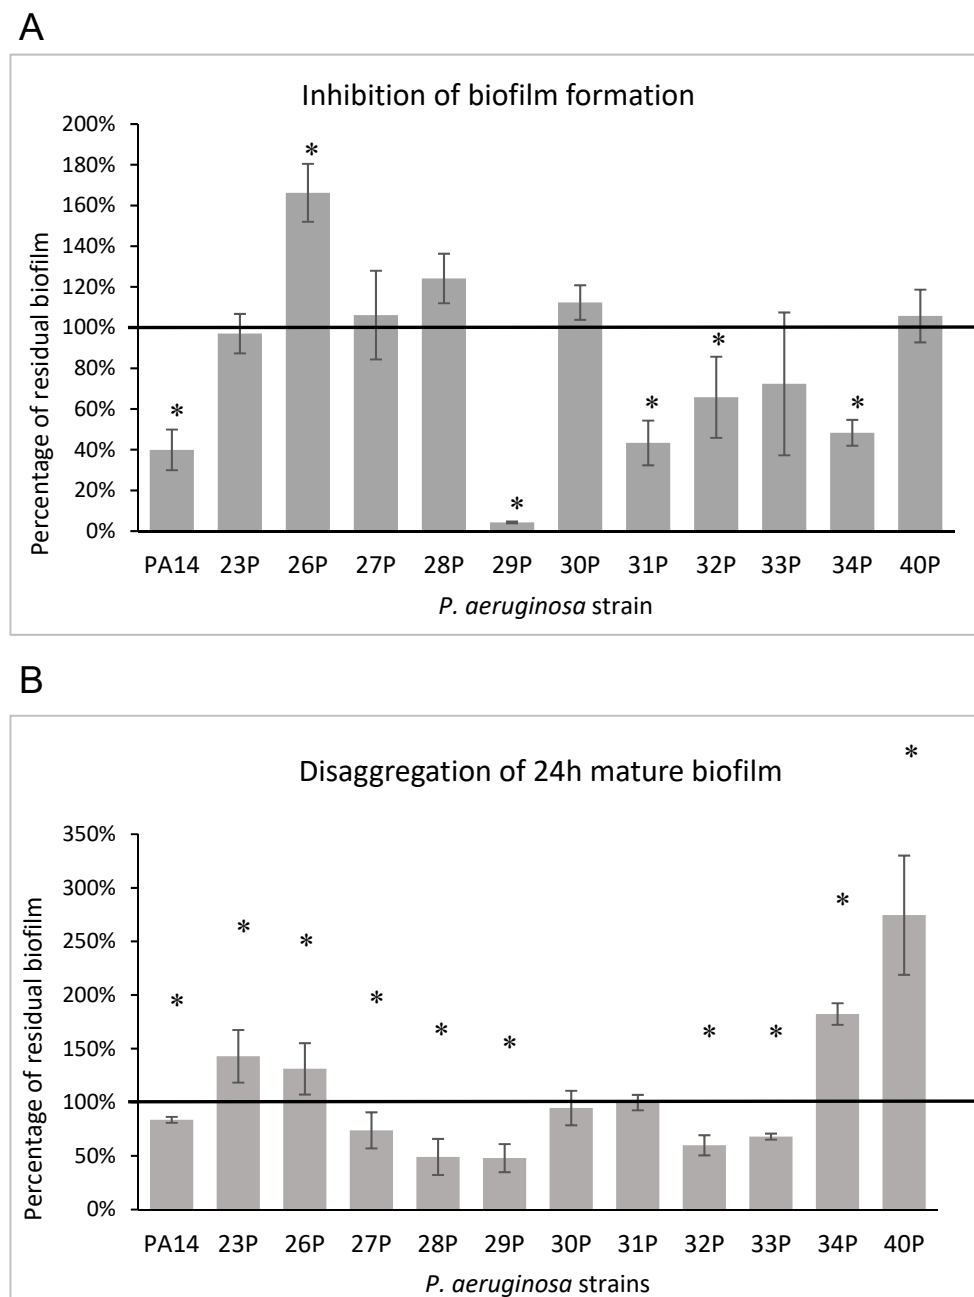 A
Inhibition of biofilm formation
Percentage of residual biofilm
200%
180%
160%
140%
120%
100%
80%
60%
40%
20%
0%
* * * * * *
PA14 23P 26P 27P 28P 29P 30P 31P 32P 33P 34P 40P
P. aeruginosa strain
B
Disaggregation of 24h mature biofilm
Percentage of residual biofilm
350%
300%
250%
200%
150%
100%
50%
0%
* * * * * * * * * *
PA14 23P 26P 27P 28P 29P 30P 31P 32P 33P 34P 40P
P. aeruginosa strains